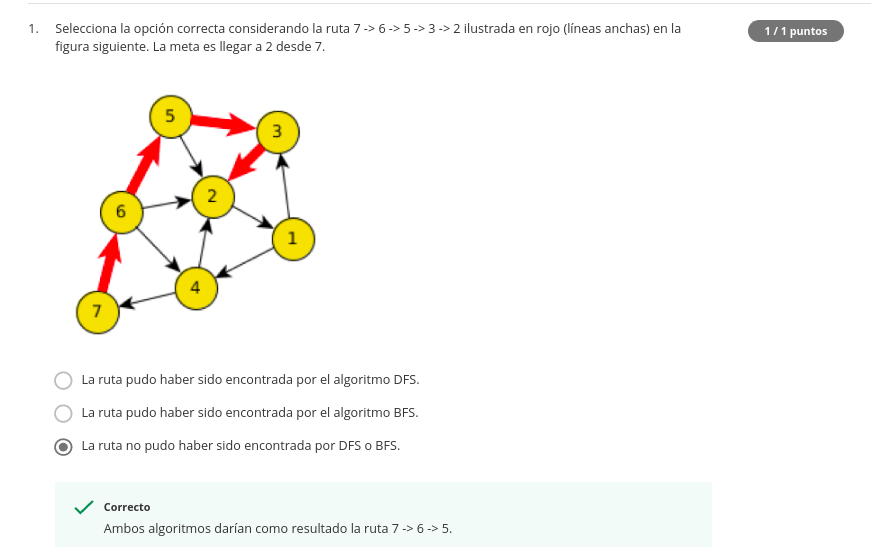 1. Selecciona la opción correcta considerando la ruta 7 -> 6 -> 5 -> 3 -> 2 ilustrada en rojo (líneas anchas) en la
figura siguiente. La meta es llegar a 2 desde 7.
1 / 1 puntos
5
3
2
6
1
4
7
La ruta pudo haber sido encontrada por el algoritmo DFS.
La ruta pudo haber sido encontrada por el algoritmo BFS.
La ruta no pudo haber sido encontrada por DFS o BFS.
Correcto
Ambos algoritmos darían como resultado la ruta 7 -> 6 -> 5.